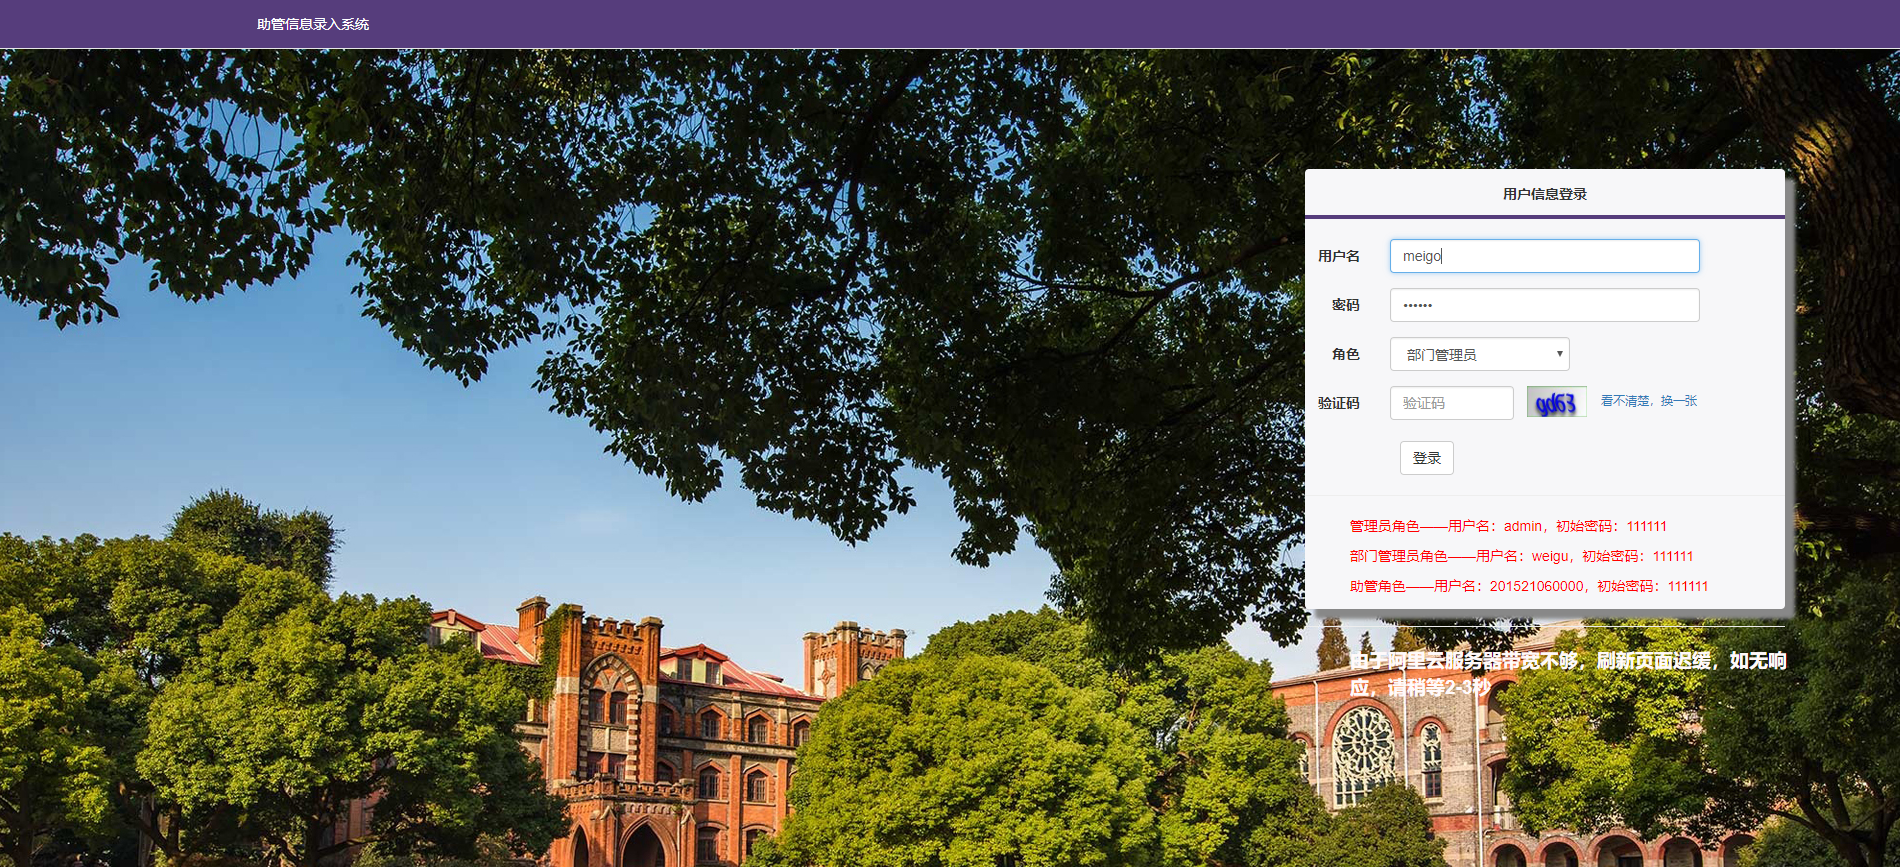 助管信息录入系统
用户信息登录
用户名 meigo
密码 ••••••
角色 部门管理员
验证码 验证码 gd63 看不清楚，换一张
登录
管理员角色——用户名：admin，初始密码：111111
部门管理员角色——用户名：weigu，初始密码：111111
助管角色——用户名：201521060000，初始密码：111111
由于阿里云服务器带宽不够，刷新页面迟缓，如无响
应，请稍等2-3秒